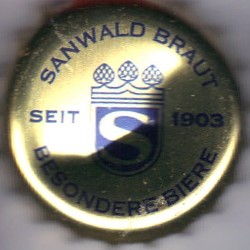 SANWALD BRAUT
SEIT S 1903
BESONDERE BIERE